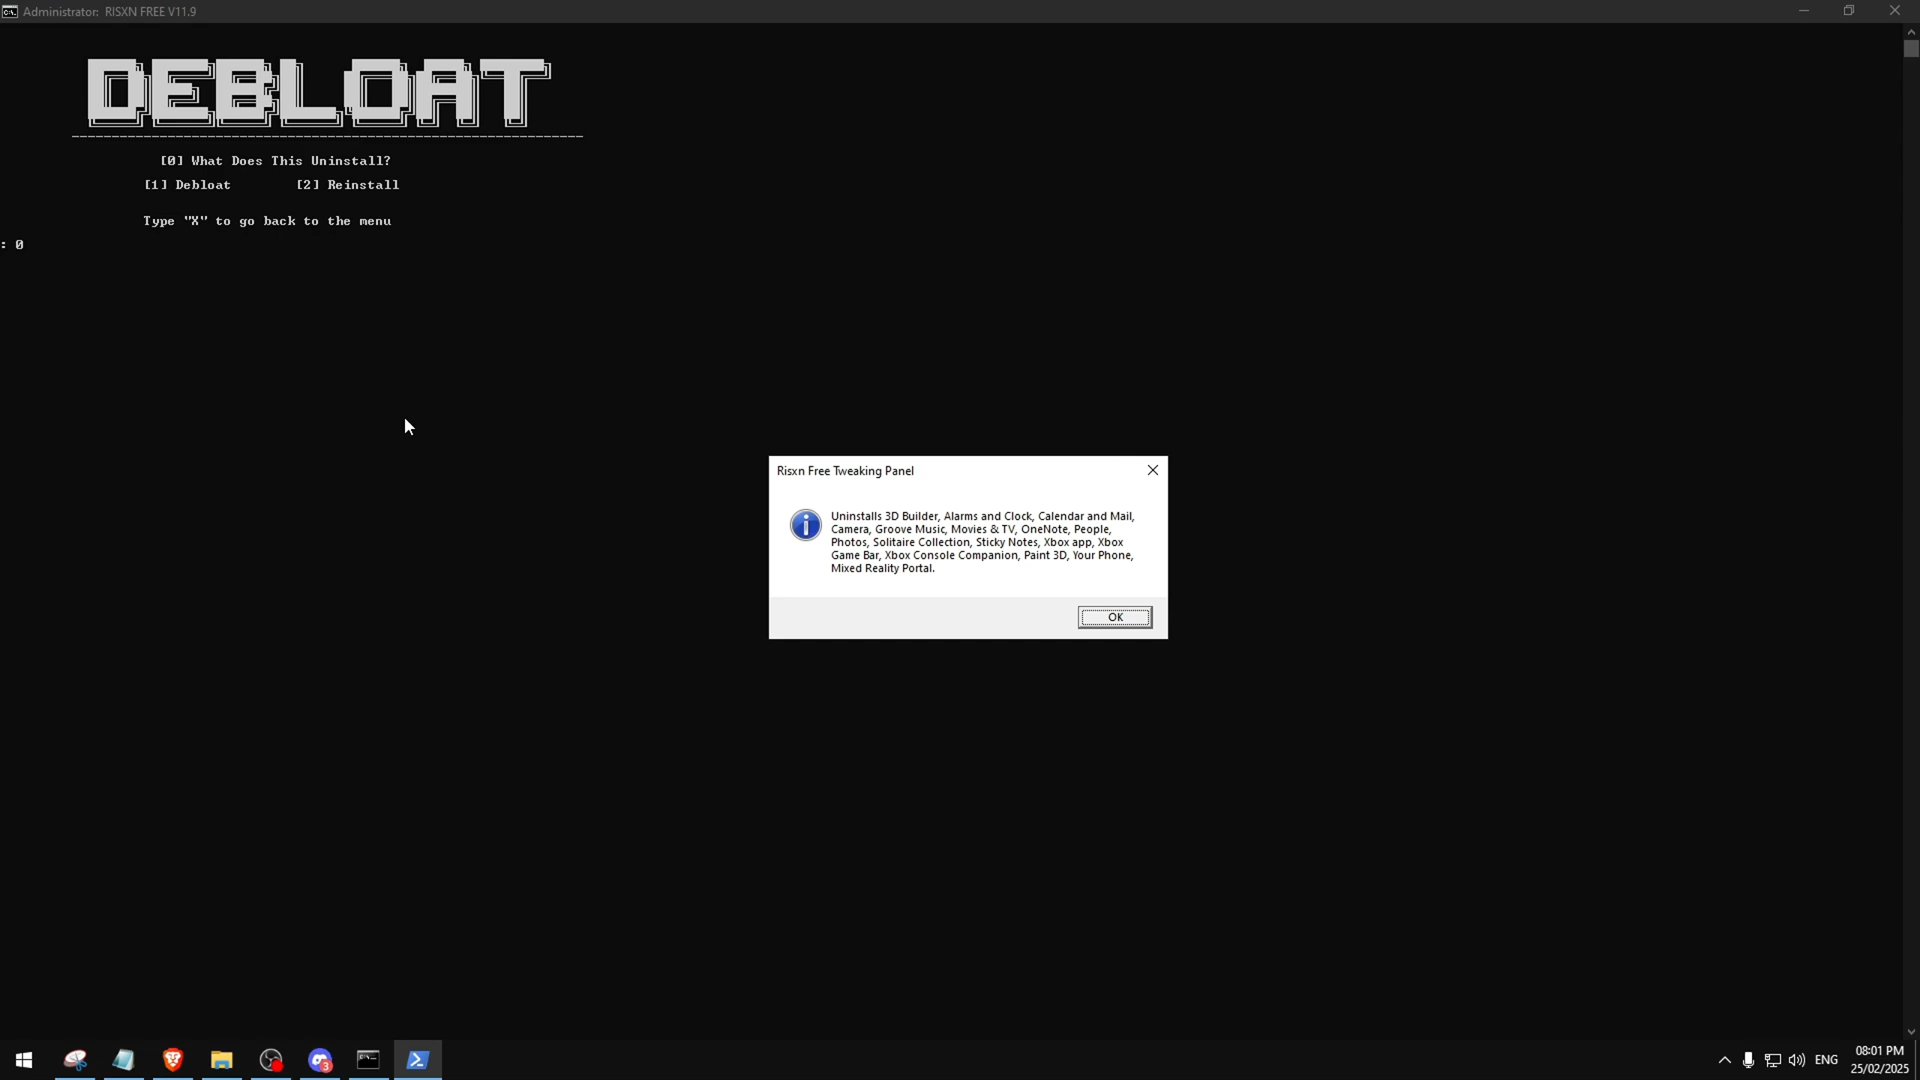 Administrator: RISXN FREE V11.9
DEBLOAT
[0] What Does This Uninstall?
[1] Debloat [2] Reinstall
Type "X" to go back to the menu
: 0
Risxn Free Tweaking Panel
Uninstalls 3D Builder, Alarms and Clock, Calendar and Mail,
Camera, Groove Music, Movies & TV, OneNote, People,
Photos, Solitaire Collection, Sticky Notes, Xbox app, Xbox
Game Bar, Xbox Console Companion, Paint 3D, Your Phone,
Mixed Reality Portal.
OK
3
ENG
08:01 PM
25/02/2025